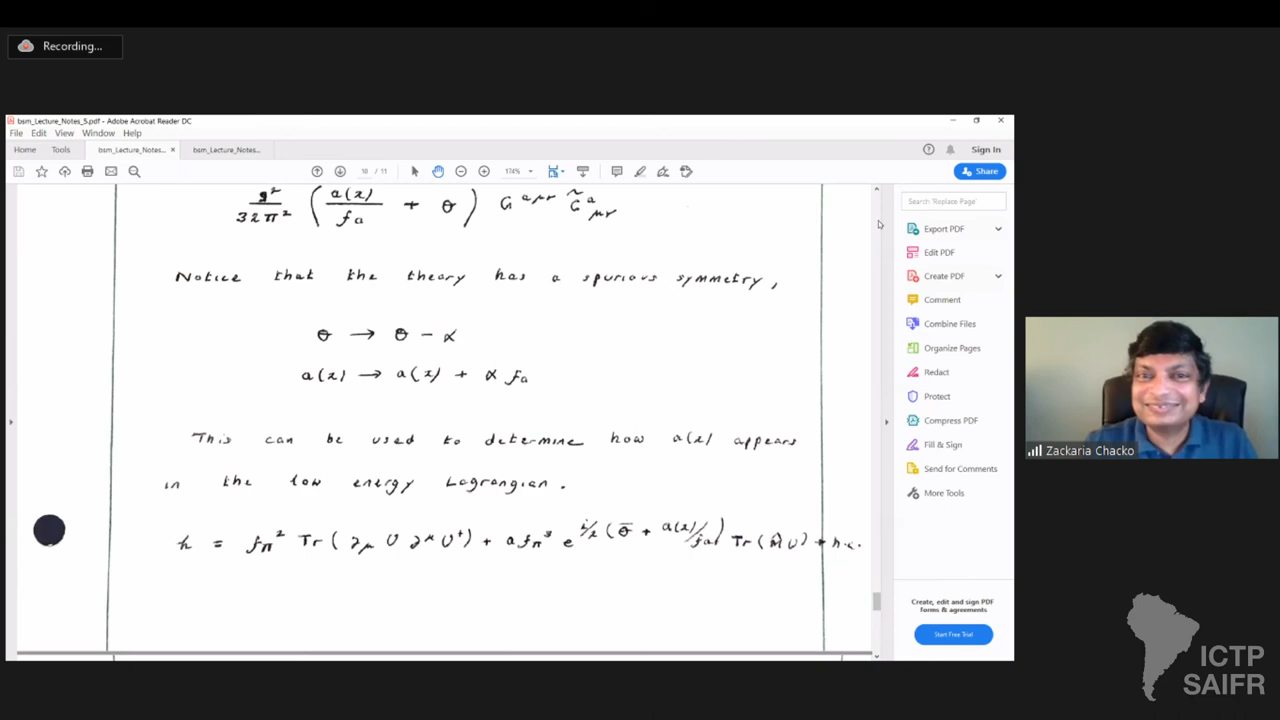 Recording...
bsm_Lecture_Notes_5.pdf - Adobe Acrobat Reader DC
File Edit View Window Help
Home Tools bsm_Lecture_Notes... × bsm_Lecture_Notes... Sign In
10 / 11 174% Share
g²/32π² ( a(x)/fa + θ ) G^{aμν} G̃^a_{μν}
Notice that the theory has a spurious symmetry,
θ → θ - α
a(x) → a(x) + α fa
This can be used to determine how a(x) appears
in the low energy Lagrangian.
h = fπ² Tr ( ∂μ U ∂^μ U† ) + a fπ³ e^{i/2 (θ̄ + a(x)/fa)} Tr (M̂ U) + h.c.
Search 'Replace Page'
Export PDF
Edit PDF
Create PDF
Comment
Combine Files
Organize Pages
Redact
Protect
Compress PDF
Fill & Sign
Send for Comments
More Tools
Create, edit and sign PDF
forms & agreements
Start Free Trial
Zackaria Chacko
ICTP
SAIFR